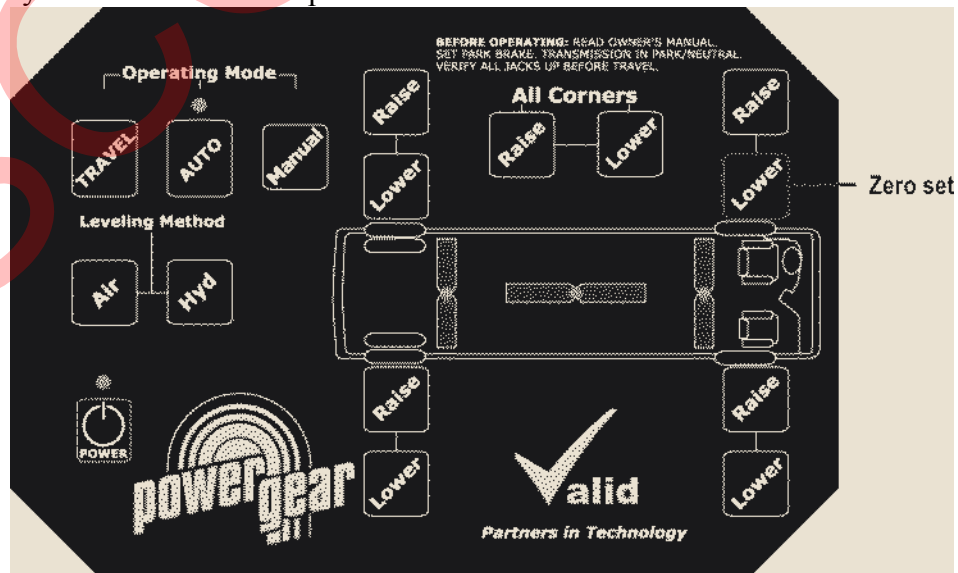 BEFORE OPERATING: READ OWNER'S MANUAL.
SET PARK BRAKE. TRANSMISSION IN PARK/NEUTRAL.
VERIFY ALL JACKS UP BEFORE TRAVEL.
Operating Mode
TRAVEL
AUTO
Manual
Raise
Lower
All Corners
Raise
Lower
Raise
Lower
Zero set
Leveling Method
Air
Hyd
POWER
power gear
Raise
Lower
Valid
Partners in Technology
Raise
Lower